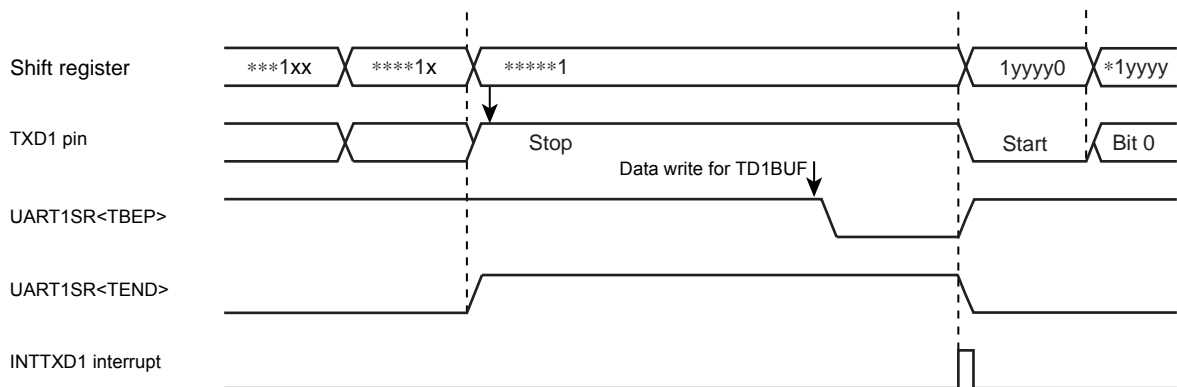 Shift register ***1xx ****1x *****1 1yyyy0 *1yyyy
TXD1 pin Stop Start Bit 0
Data write for TD1BUF
UART1SR<TBEP>
UART1SR<TEND>
INTTXD1 interrupt